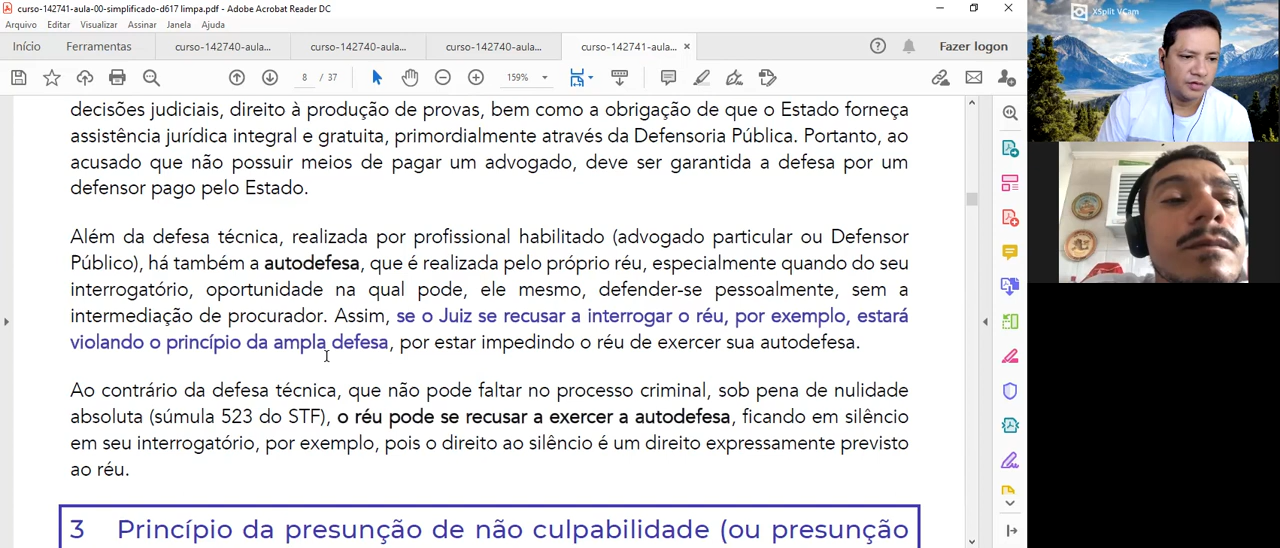 curso-142741-aula-00-simplificado-d617 limpa.pdf - Adobe Acrobat Reader DC
Arquivo Editar Visualizar Assinar Janela Ajuda
Início Ferramentas curso-142740-aula... curso-142740-aula... curso-142740-aula... curso-142741-aula... × Fazer logon
8 / 37 159%
decisões judiciais, direito à produção de provas, bem como a obrigação de que o Estado forneça
assistência jurídica integral e gratuita, primordialmente através da Defensoria Pública. Portanto, ao
acusado que não possuir meios de pagar um advogado, deve ser garantida a defesa por um
defensor pago pelo Estado.
Além da defesa técnica, realizada por profissional habilitado (advogado particular ou Defensor
Público), há também a autodefesa, que é realizada pelo próprio réu, especialmente quando do seu
interrogatório, oportunidade na qual pode, ele mesmo, defender-se pessoalmente, sem a
intermediação de procurador. Assim, se o Juiz se recusar a interrogar o réu, por exemplo, estará
violando o princípio da ampla defesa, por estar impedindo o réu de exercer sua autodefesa.
Ao contrário da defesa técnica, que não pode faltar no processo criminal, sob pena de nulidade
absoluta (súmula 523 do STF), o réu pode se recusar a exercer a autodefesa, ficando em silêncio
em seu interrogatório, por exemplo, pois o direito ao silêncio é um direito expressamente previsto
ao réu.
3 Princípio da presunção de não culpabilidade (ou presunção
XSplit VCam